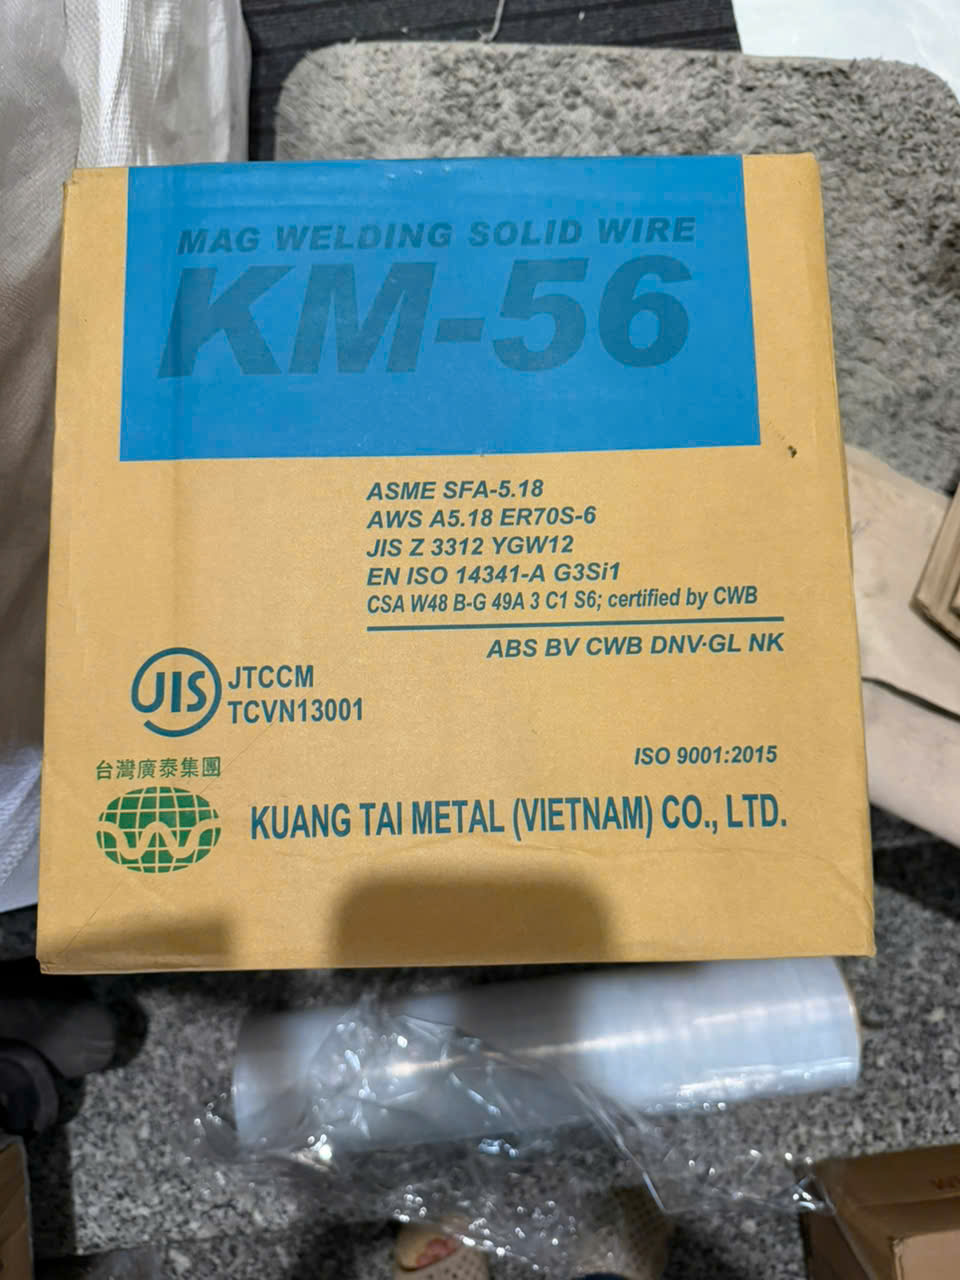 MAG WELDING SOLID WIRE
KM-56
ASME SFA-5.18
AWS A5.18 ER70S-6
JIS Z 3312 YGW12
EN ISO 14341-A G3Si1
CSA W48 B-G 49A 3 C1 S6; certified by CWB
ABS BV CWB DNV·GL NK
JIS
JTCCM
TCVN13001
ISO 9001:2015
台灣廣泰集團
KUANG TAI METAL (VIETNAM) CO., LTD.